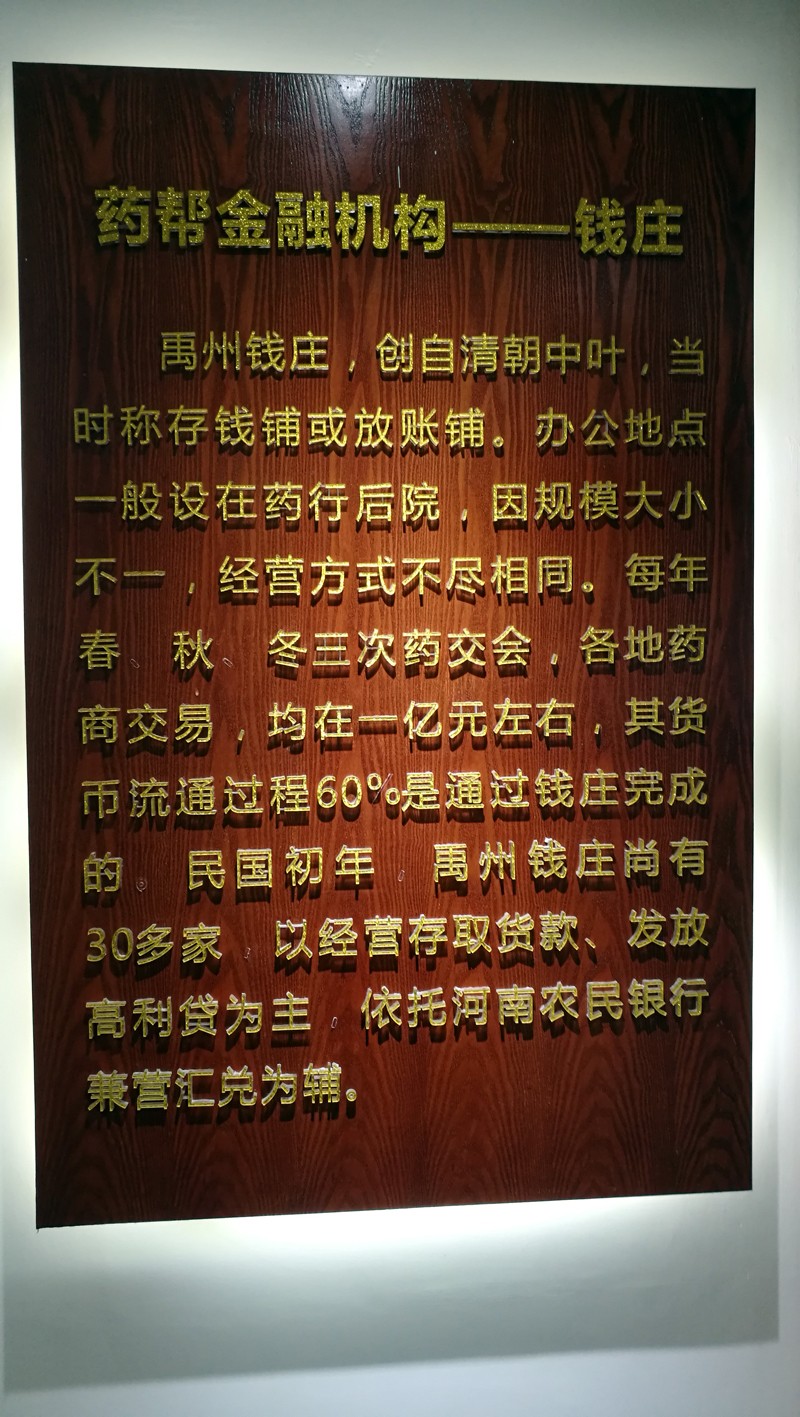 药帮金融机构——钱庄
禹州钱庄，创自清朝中叶，当
时称存钱铺或放账铺。办公地点
一般设在药行后院，因规模大小
不一，经营方式不尽相同。每年
春、秋、冬三次药交会，各地药
商交易，均在一亿元左右，其货
币流通过程60%是通过钱庄完成
的。民国初年，禹州钱庄尚有
30多家，以经营存取货款、发放
高利贷为主，依托河南农民银行
兼营汇兑为辅。